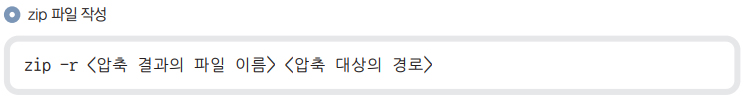 zip 파일 작성
zip -r <압축 결과의 파일 이름> <압축 대상의 경로>